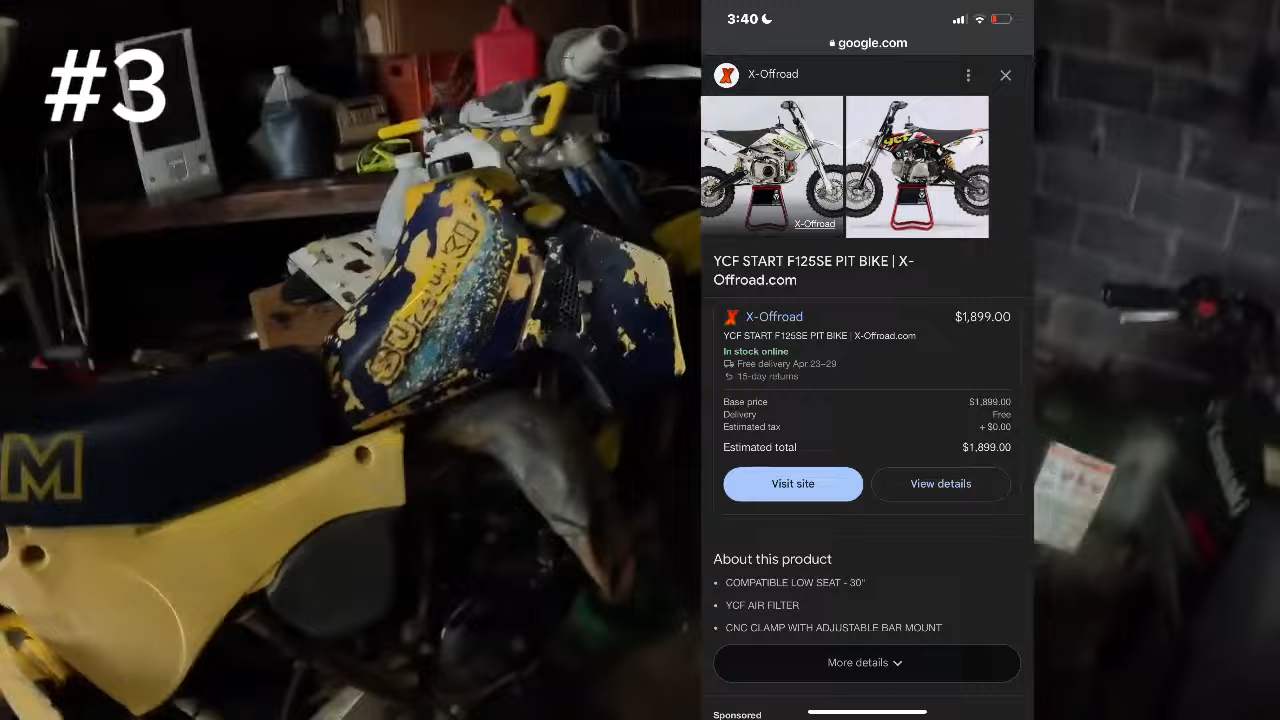 #3
SUZUKI
M
3:40
google.com
X-Offroad
X-Offroad
YCF START F125SE PIT BIKE | X-
Offroad.com
X-Offroad
$1,899.00
YCF START F125SE PIT BIKE | X-Offroad.com
In stock online
Free delivery Apr 23–29
15-day returns
Base price
$1,899.00
Delivery
Free
Estimated tax
+ $0.00
Estimated total
$1,899.00
Visit site
View details
About this product
• COMPATIBLE LOW SEAT - 30"
• YCF AIR FILTER
• CNC CLAMP WITH ADJUSTABLE BAR MOUNT
More details
Sponsored